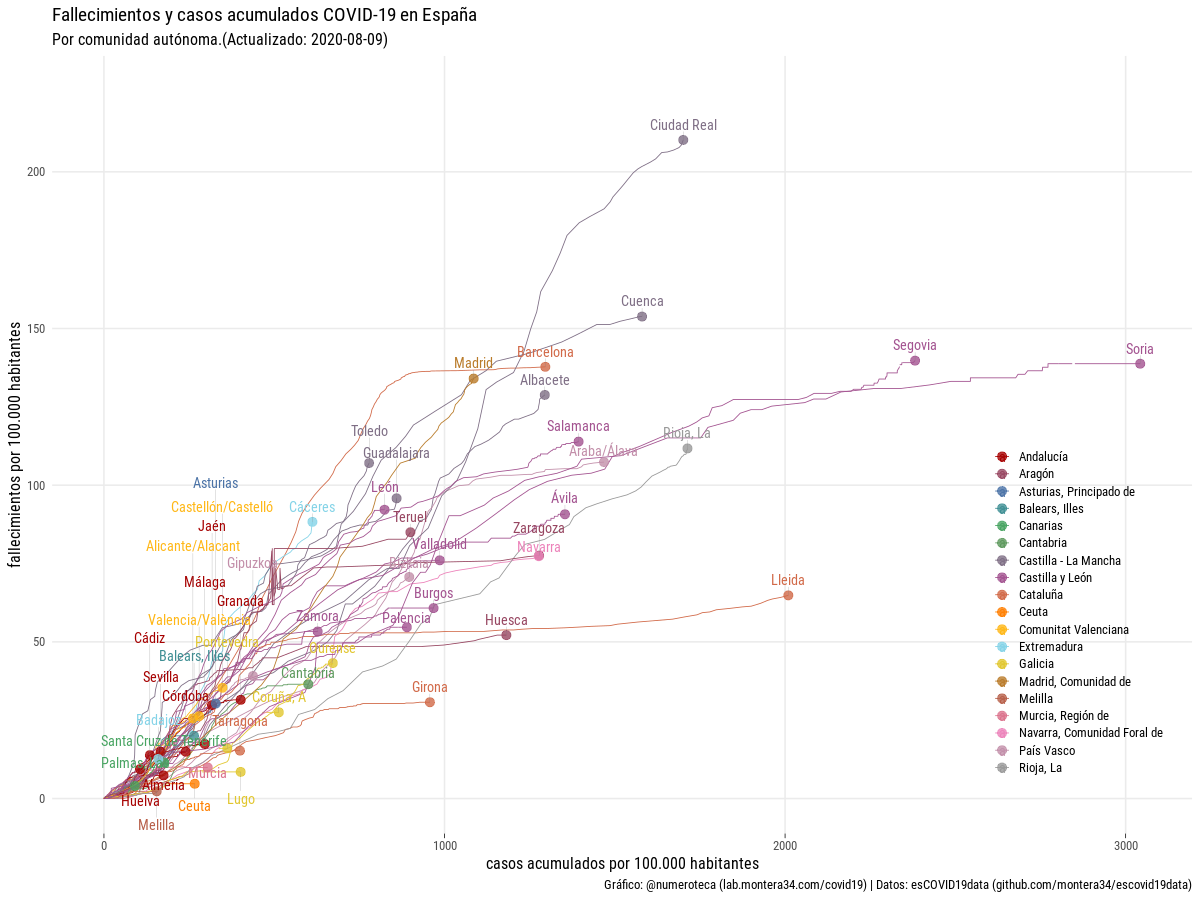 Fallecimientos y casos acumulados COVID-19 en España
Por comunidad autónoma.(Actualizado: 2020-08-09)
fallecimientos por 100.000 habitantes
200
150
100
50
0
Ciudad Real
Cuenca
Segovia
Soria
Barcelona
Madrid
Albacete
Salamanca
Toledo
Rioja, La
Guadalajara
Araba/Álava
Asturias
León
Ávila
Castellón/Castelló
Cáceres
Jaén
Teruel
Zaragoza
Alicante/Alacant
Valladolid
Navarra
Gipuzkoa
Bizkaia
Málaga
Lleida
Granada
Burgos
Valencia/València
Zamora
Palencia
Huesca
Cádiz
Pontevedra
Ourense
Balears, Illes
Sevilla
Cantabria
Girona
Córdoba
Coruña, A
Badajoz
Tarragona
Santa Cruz de Tenerife
Palmas, Las
Murcia
Almería
Huelva
Ceuta
Lugo
Melilla
Andalucía
Aragón
Asturias, Principado de
Balears, Illes
Canarias
Cantabria
Castilla - La Mancha
Castilla y León
Cataluña
Ceuta
Comunitat Valenciana
Extremadura
Galicia
Madrid, Comunidad de
Melilla
Murcia, Región de
Navarra, Comunidad Foral de
País Vasco
Rioja, La
0
1000
2000
3000
casos acumulados por 100.000 habitantes
Gráfico: @numeroteca (lab.montera34.com/covid19) | Datos: esCOVID19data (github.com/montera34/escovid19data)